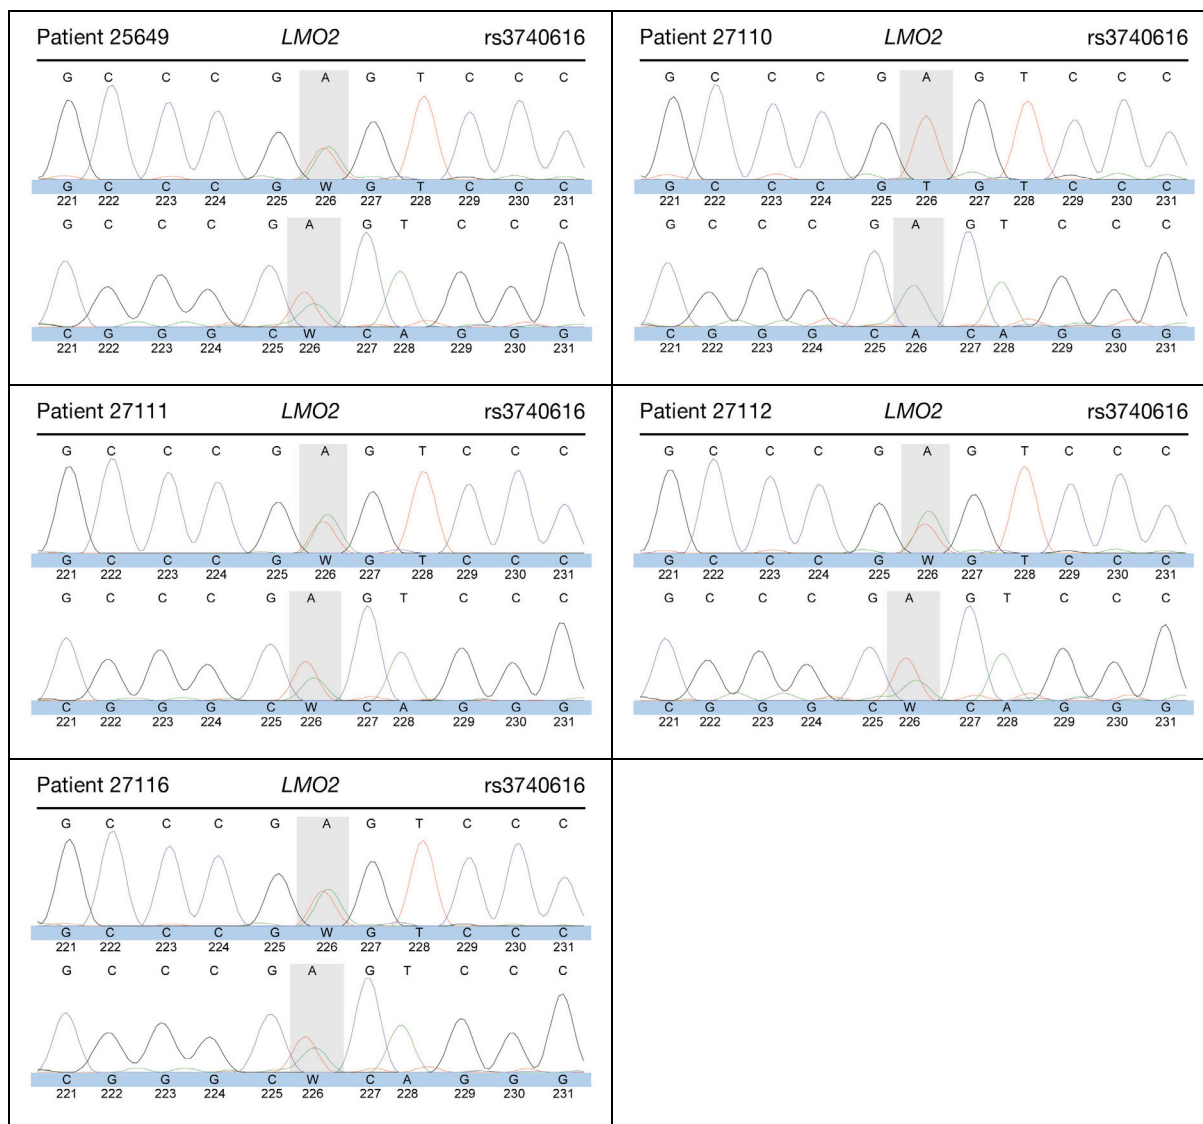 Patient 25649 LMO2 rs3740616
G C C C G A G T C C C
G C C C G W G T C C C
221 222 223 224 225 226 227 228 229 230 231
G C C C G A G T C C C
C G G G C W C A G G G
221 222 223 224 225 226 227 228 229 230 231
Patient 27110 LMO2 rs3740616
G C C C G A G T C C C
G C C C G T G T C C C
221 222 223 224 225 226 227 228 229 230 231
G C C C G A G T C C C
C G G G C A C A G G G
221 222 223 224 225 226 227 228 229 230 231
Patient 27111 LMO2 rs3740616
G C C C G A G T C C C
G C C C G W G T C C C
221 222 223 224 225 226 227 228 229 230 231
G C C C G A G T C C C
C G G G C W C A G G G
221 222 223 224 225 226 227 228 229 230 231
Patient 27112 LMO2 rs3740616
G C C C G A G T C C C
G C C C G W G T C C C
221 222 223 224 225 226 227 228 229 230 231
G C C C G A G T C C C
C G G G C W C A G G G
221 222 223 224 225 226 227 228 229 230 231
Patient 27116 LMO2 rs3740616
G C C C G A G T C C C
G C C C G W G T C C C
221 222 223 224 225 226 227 228 229 230 231
G C C C G A G T C C C
C G G G C W C A G G G
221 222 223 224 225 226 227 228 229 230 231